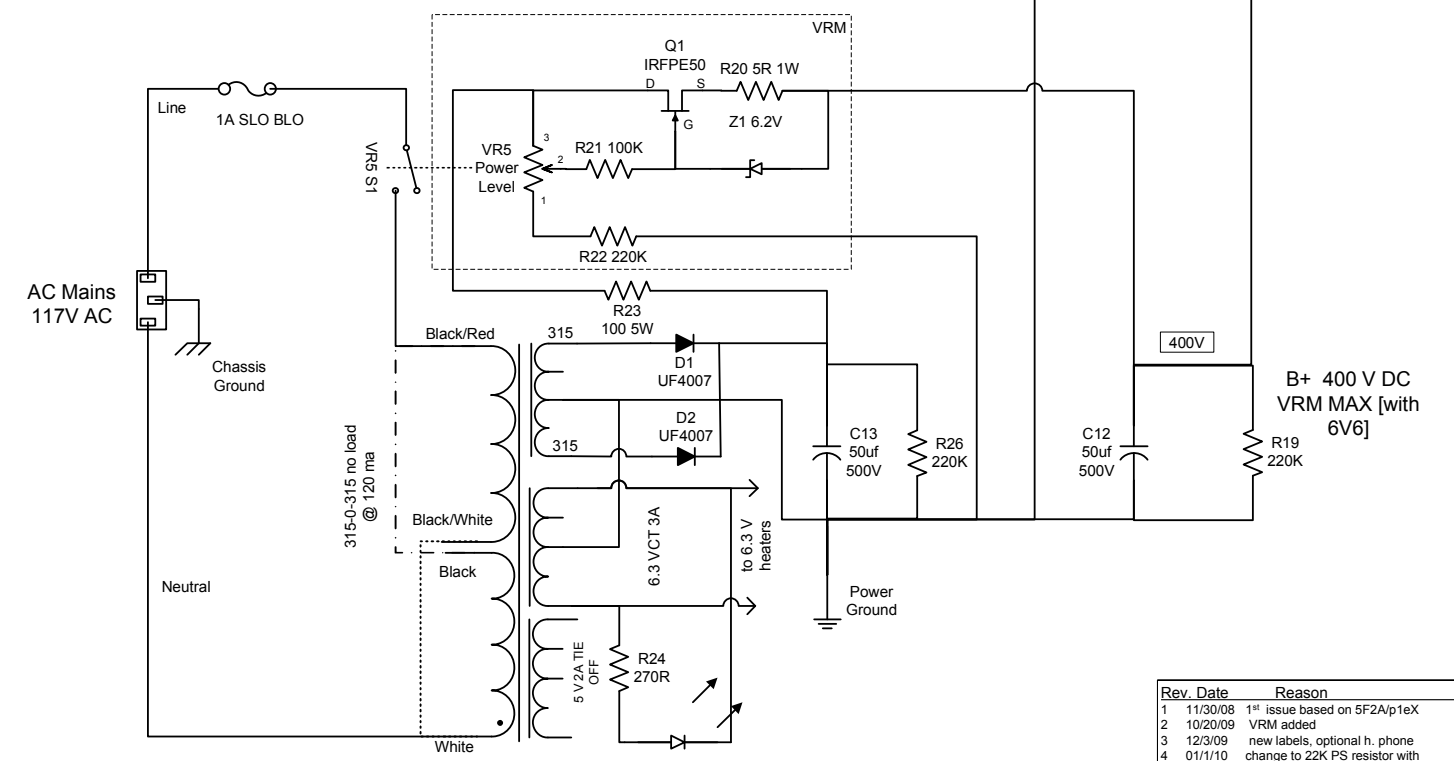 VRM
Q1
IRFPE50
R20 5R 1W
D
S
G
Z1 6.2V
Line
1A SLO BLO
VR5 S1
VR5
Power
Level
3
2
1
R21 100K
R22 220K
AC Mains
117V AC
Chassis
Ground
R23
100 5W
Black/Red
315
D1
UF4007
D2
UF4007
315
400V
B+ 400 V DC
VRM MAX [with
6V6]
C13
50uf
500V
R26
220K
C12
50uf
500V
R19
220K
315-0-315 no load
@ 120 ma
Black/White
Black
6.3 VCT 3A
to 6.3 V
heaters
Neutral
Power
Ground
5 V 2A TIE
OFF
R24
270R
White
Rev. Date Reason
1 11/30/08 1st issue based on 5F2A/p1eX
2 10/20/09 VRM added
3 12/3/09 new labels, optional h. phone
4 01/1/10 change to 22K PS resistor with